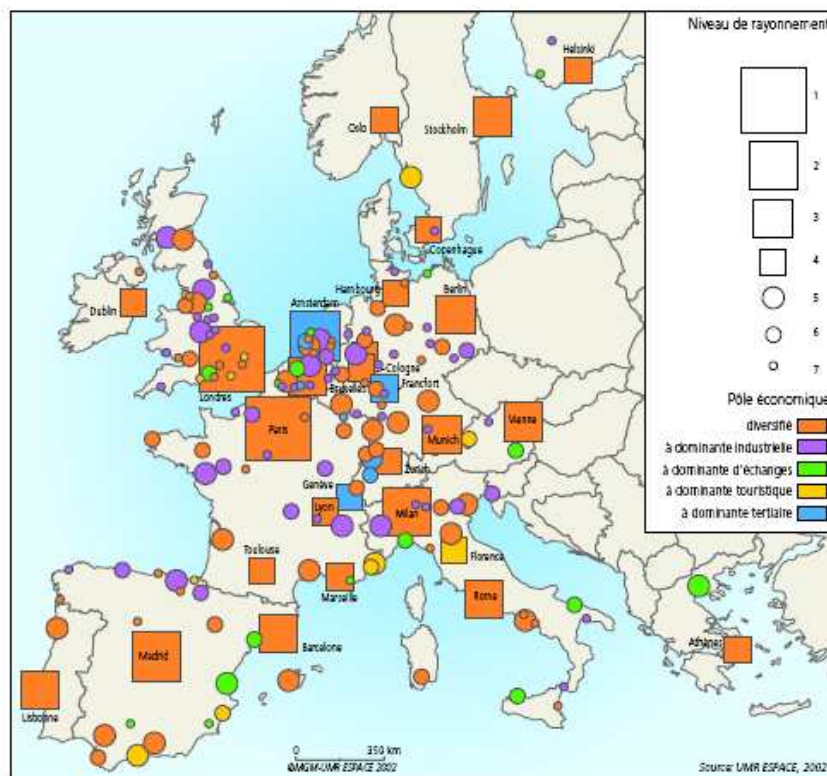 Niveau de rayonnement
1
2
3
4
5
6
7
Pôle économique
diversifié
à dominante industrielle
à dominante d'échanges
à dominante touristique
à dominante tertiaire
Helsinki
Oslo
Stockholm
Copenhague
Hambourg
Berlin
Dublin
Amsterdam
Cologne
Londres
Bruxelles
Francfort
Paris
Munich
Vienne
Zurich
Genève
Lyon
Milan
Toulouse
Florence
Marseille
Rome
Barcelone
Madrid
Athènes
Lisbonne
0 350 km
©MGM-UMR ESPACE 2002
Source: UMR ESPACE, 2002